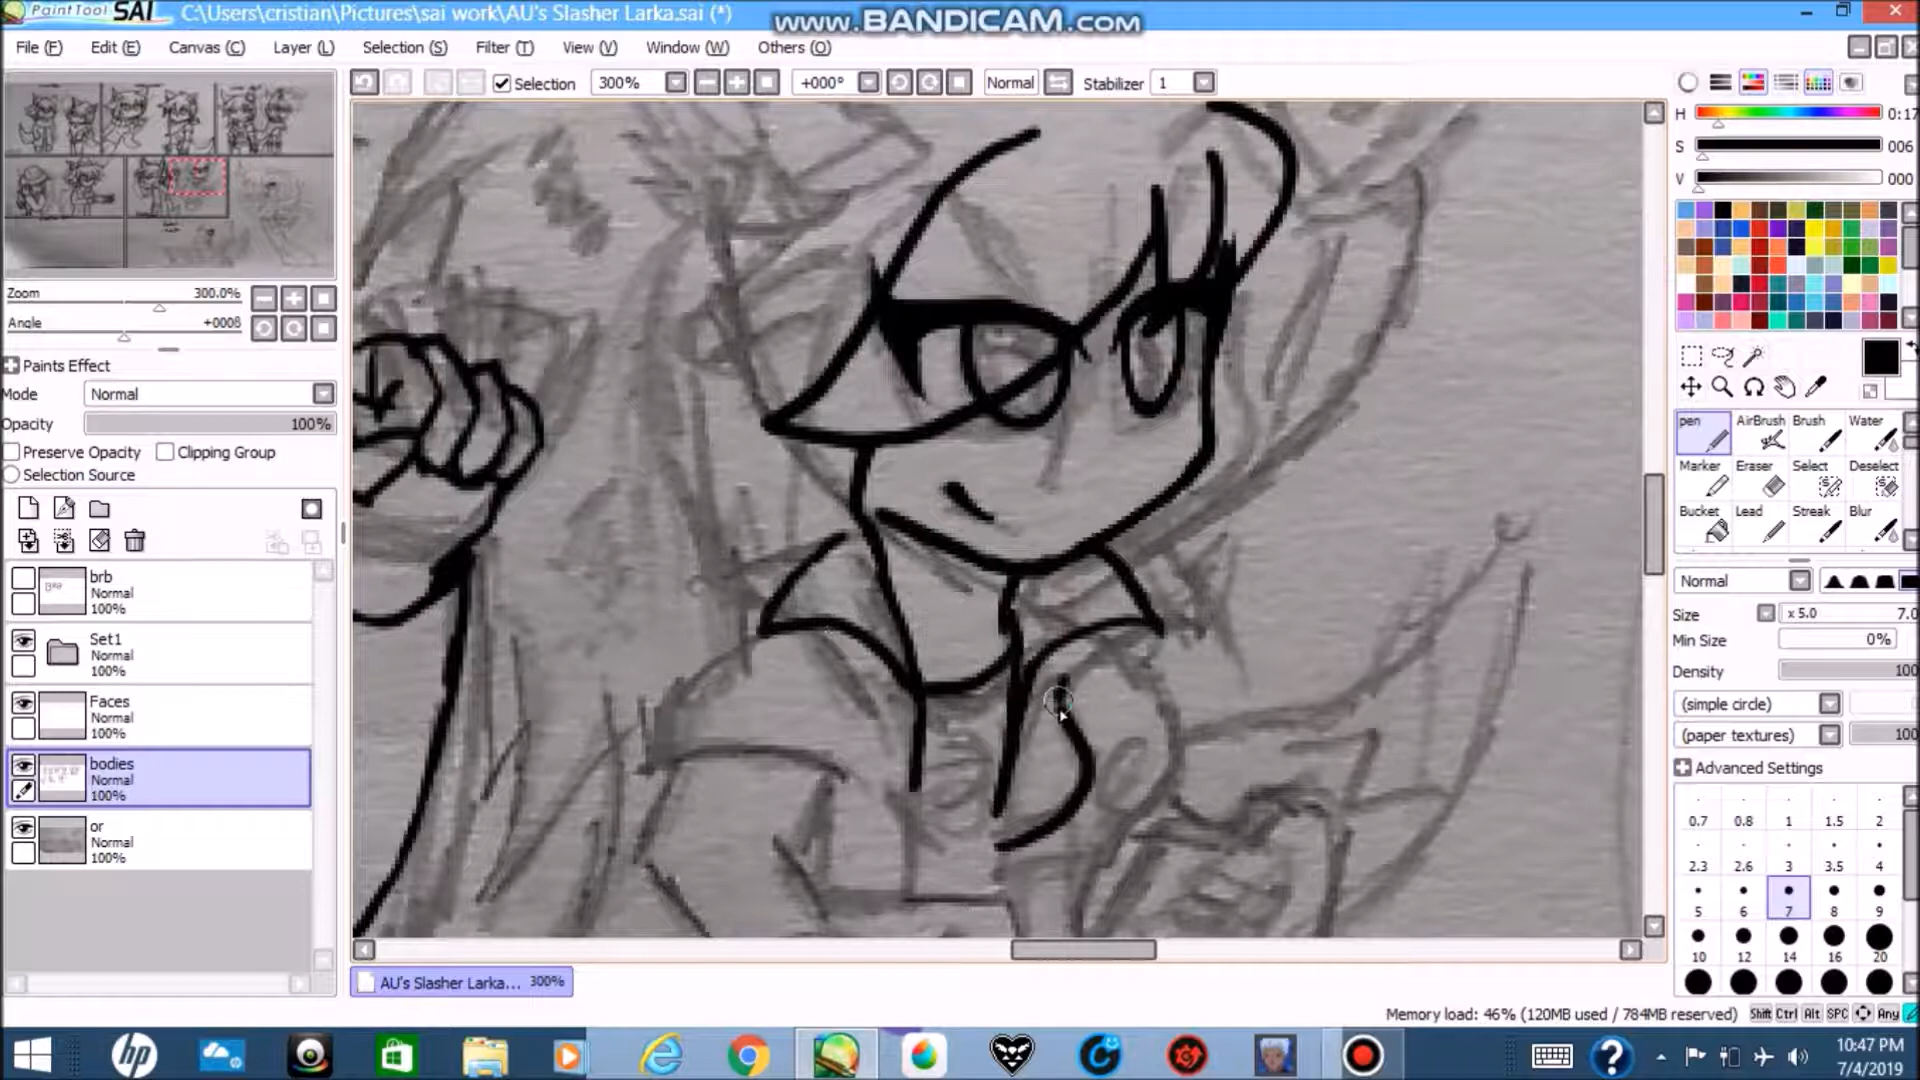 PaintTool SAI C:\Users\cristian\Pictures\sai work\AU's Slasher Larka.sai (*)
www.BANDICAM.com
File (F) Edit (E) Canvas (C) Layer (L) Selection (S) Filter (T) View (V) Window (W) Others (O)
Selection 300% +000° Normal Stabilizer 1
H 0:17
S 006
V 000
Zoom 300.0%
Angle +0008
Paints Effect
Mode Normal
Opacity 100%
Preserve Opacity Clipping Group
Selection Source
brb
Normal
100%
Set1
Normal
100%
Faces
Normal
100%
bodies
Normal
100%
or
Normal
100%
pen AirBrush Brush Water
Marker Eraser Select Deselect
Bucket Lead Streak Blur
Normal
Size x 5.0 7.0
Min Size 0%
Density 100
(simple circle)
(paper textures) 100
Advanced Settings
0.7 0.8 1 1.5 2
2.3 2.6 3 3.5 4
5 6 7 8 9
10 12 14 16 20
AU's Slasher Larka... 300%
Memory load: 46% (120MB used / 784MB reserved) Shift Ctrl Alt SPC Any
hp
10:47 PM
7/4/2019